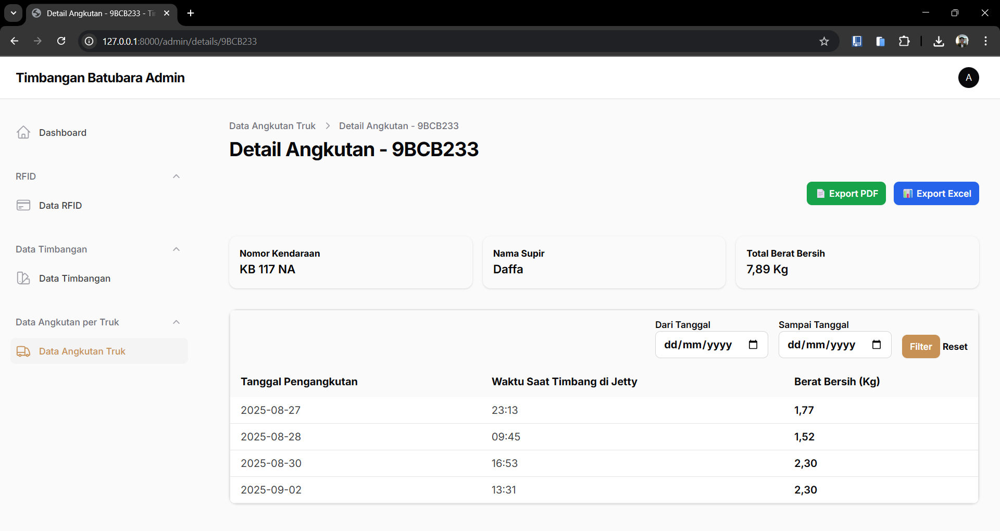 Detail Angkutan - 9BCB233 - Ti
127.0.0.1:8000/admin/details/9BCB233
Timbangan Batubara Admin
A
Dashboard
RFID
Data RFID
Data Timbangan
Data Timbangan
Data Angkutan per Truk
Data Angkutan Truk
Data Angkutan Truk > Detail Angkutan - 9BCB233
Detail Angkutan - 9BCB233
Export PDF
Export Excel
Nomor Kendaraan
KB 117 NA
Nama Supir
Daffa
Total Berat Bersih
7,89 Kg
Dari Tanggal
dd/mm/yyyy
Sampai Tanggal
dd/mm/yyyy
Filter
Reset
Tanggal Pengangkutan Waktu Saat Timbang di Jetty Berat Bersih (Kg)
2025-08-27 23:13 1,77
2025-08-28 09:45 1,52
2025-08-30 16:53 2,30
2025-09-02 13:31 2,30